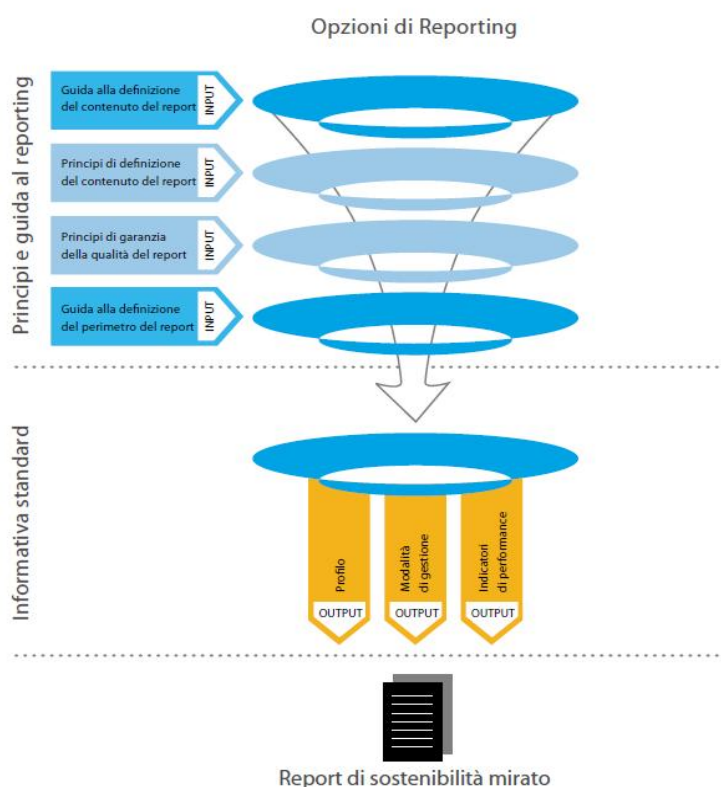 Opzioni di Reporting
Principi e guida al reporting
Guida alla definizione
del contenuto del report
INPUT
Principi di definizione
del contenuto del report
INPUT
Principi di garanzia
della qualità del report
INPUT
Guida alla definizione
del perimetro del report
INPUT
Informativa standard
Profilo
OUTPUT
Modalità
di gestione
OUTPUT
Indicatori
di performance
OUTPUT
Report di sostenibilità mirato